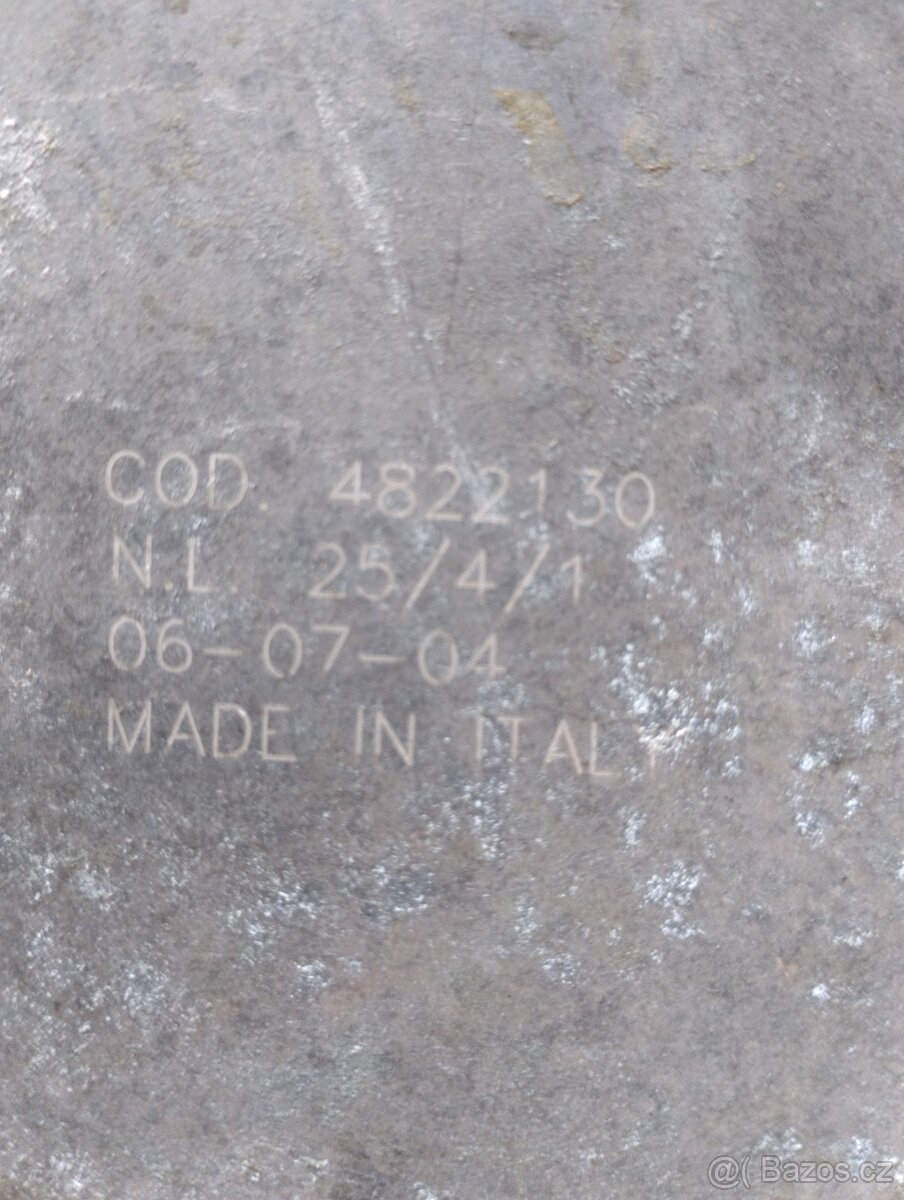 COD. 4822130
N.L. 25/4/1
06-07-04
MADE IN ITALY
@( Bazos.cz